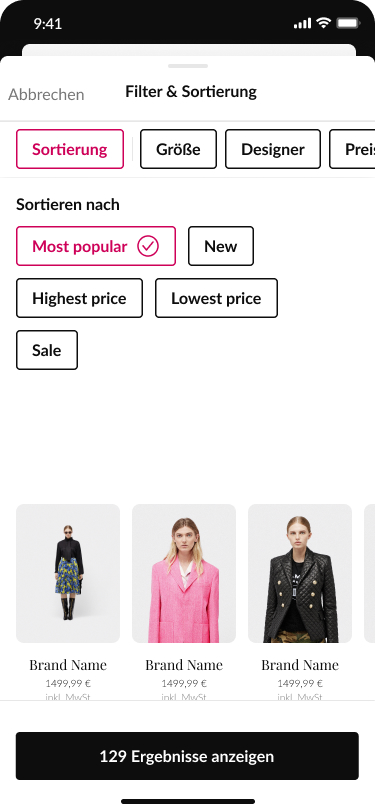 9:41
Abbrechen Filter & Sortierung
Sortierung Größe Designer Preis
Sortieren nach
Most popular New
Highest price Lowest price
Sale
Brand Name Brand Name Brand Name
1499,99 € 1499,99 € 1499,99 €
inkl. MwSt inkl. MwSt inkl. MwSt
129 Ergebnisse anzeigen